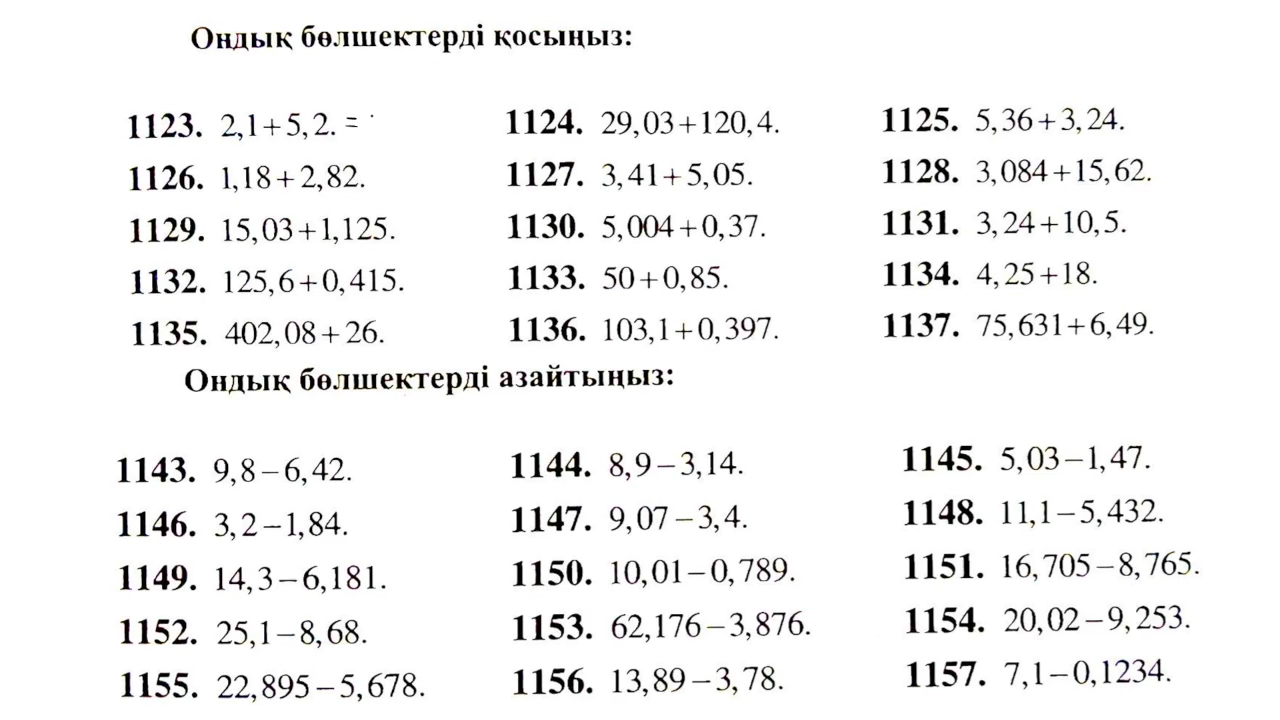 Ондық бөлшектерді қосыңыз:
1123. 2,1+5,2. = 1124. 29,03+120,4. 1125. 5,36+3,24.
1126. 1,18+2,82. 1127. 3,41+5,05. 1128. 3,084+15,62.
1129. 15,03+1,125. 1130. 5,004+0,37. 1131. 3,24+10,5.
1132. 125,6+0,415. 1133. 50+0,85. 1134. 4,25+18.
1135. 402,08+26. 1136. 103,1+0,397. 1137. 75,631+6,49.
Ондық бөлшектерді азайтыңыз:
1143. 9,8−6,42. 1144. 8,9−3,14. 1145. 5,03−1,47.
1146. 3,2−1,84. 1147. 9,07−3,4. 1148. 11,1−5,432.
1149. 14,3−6,181. 1150. 10,01−0,789. 1151. 16,705−8,765.
1152. 25,1−8,68. 1153. 62,176−3,876. 1154. 20,02−9,253.
1155. 22,895−5,678. 1156. 13,89−3,78. 1157. 7,1−0,1234.